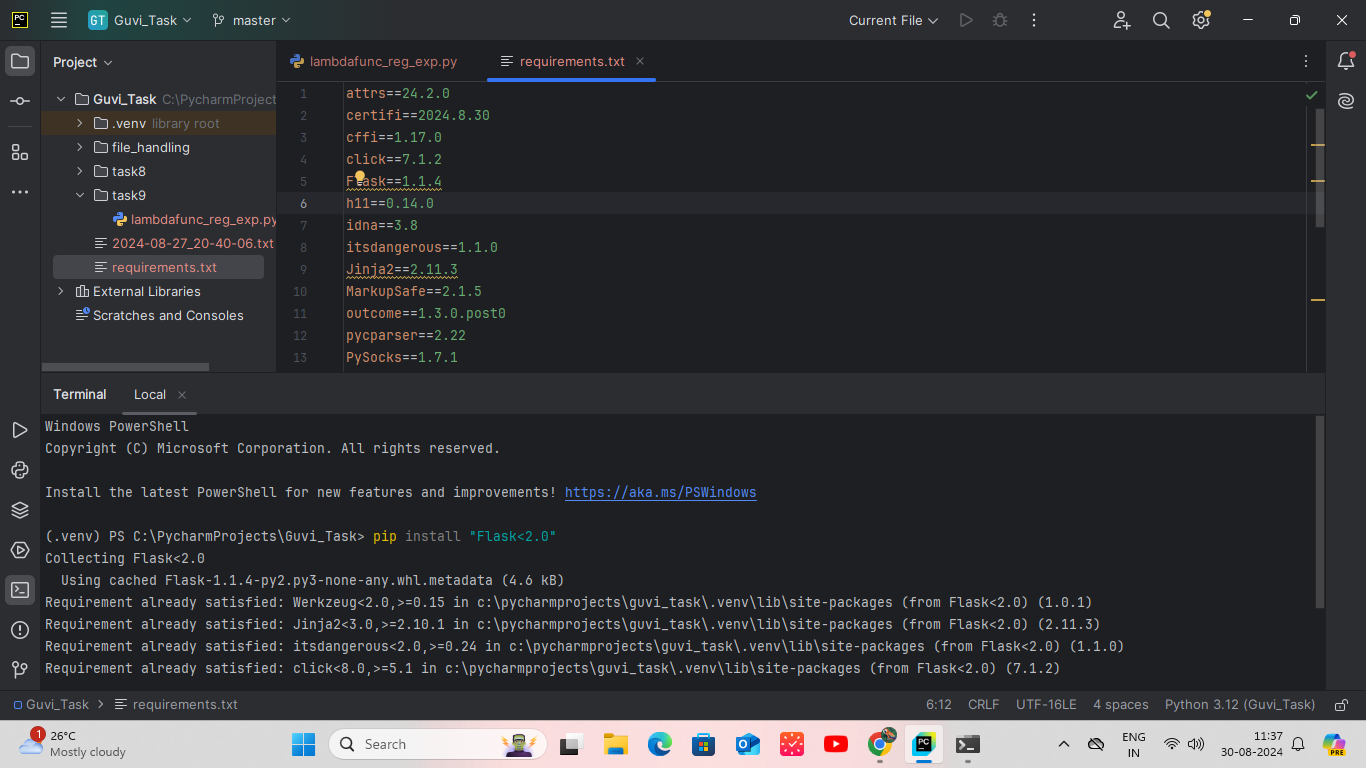 PC
GT Guvi_Task master Current File
Project
lambdafunc_reg_exp.py requirements.txt
Guvi_Task C:\PycharmProject
.venv library root
file_handling
task8
task9
lambdafunc_reg_exp.py
2024-08-27_20-40-06.txt
requirements.txt
External Libraries
Scratches and Consoles
1 attrs==24.2.0
2 certifi==2024.8.30
3 cffi==1.17.0
4 click==7.1.2
5 Flask==1.1.4
6 h11==0.14.0
7 idna==3.8
8 itsdangerous==1.1.0
9 Jinja2==2.11.3
10 MarkupSafe==2.1.5
11 outcome==1.3.0.post0
12 pycparser==2.22
13 PySocks==1.7.1
Terminal Local
Windows PowerShell
Copyright (C) Microsoft Corporation. All rights reserved.
Install the latest PowerShell for new features and improvements! https://aka.ms/PSWindows
(.venv) PS C:\PycharmProjects\Guvi_Task> pip install "Flask<2.0"
Collecting Flask<2.0
Using cached Flask-1.1.4-py2.py3-none-any.whl.metadata (4.6 kB)
Requirement already satisfied: Werkzeug<2.0,>=0.15 in c:\pycharmprojects\guvi_task\.venv\lib\site-packages (from Flask<2.0) (1.0.1)
Requirement already satisfied: Jinja2<3.0,>=2.10.1 in c:\pycharmprojects\guvi_task\.venv\lib\site-packages (from Flask<2.0) (2.11.3)
Requirement already satisfied: itsdangerous<2.0,>=0.24 in c:\pycharmprojects\guvi_task\.venv\lib\site-packages (from Flask<2.0) (1.1.0)
Requirement already satisfied: click<8.0,>=5.1 in c:\pycharmprojects\guvi_task\.venv\lib\site-packages (from Flask<2.0) (7.1.2)
Guvi_Task requirements.txt 6:12 CRLF UTF-16LE 4 spaces Python 3.12 (Guvi_Task)
1 26°C
Mostly cloudy
Search
PC
ENG
IN
11:37
30-08-2024
PRE